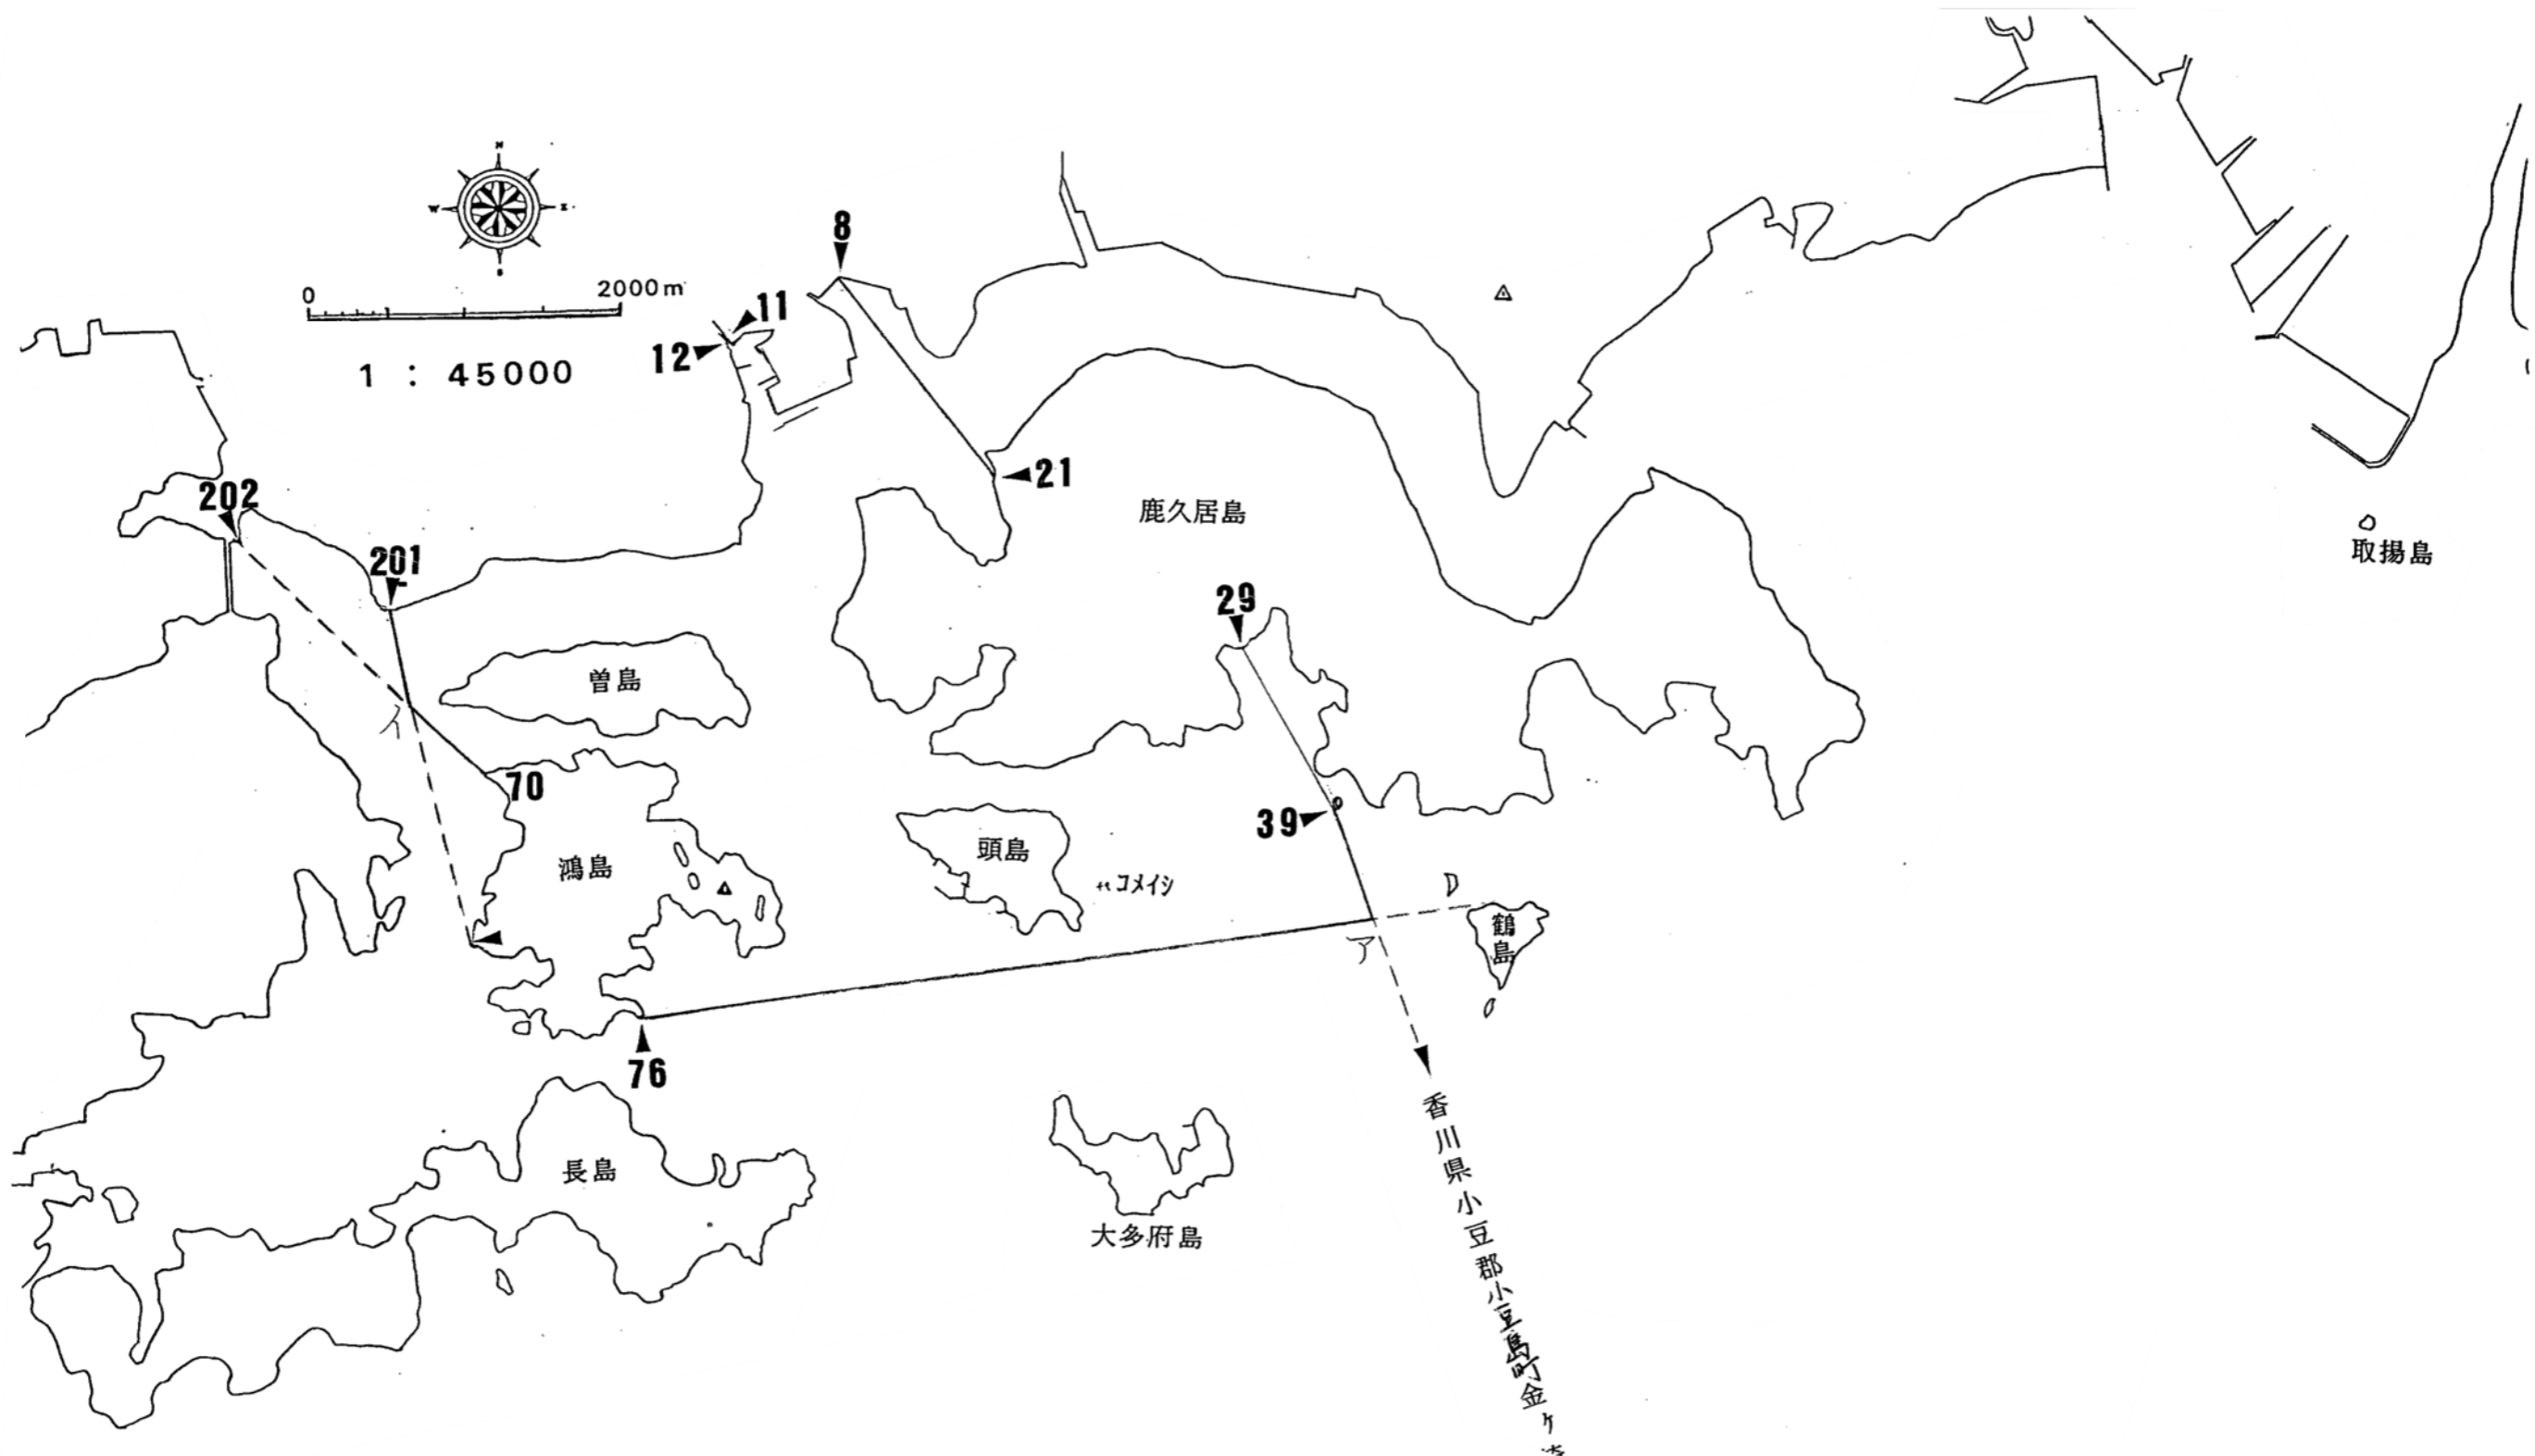 N
W
S
0 2000m
1 : 45000
8
11
12
21
202
201
鹿久居島
取揚島
29
曽島
イ
70
39
鴻島
頭島
コメイシ
鶴島
ア
76
香川県小豆郡小豆島町金ヶ
長島
大多府島